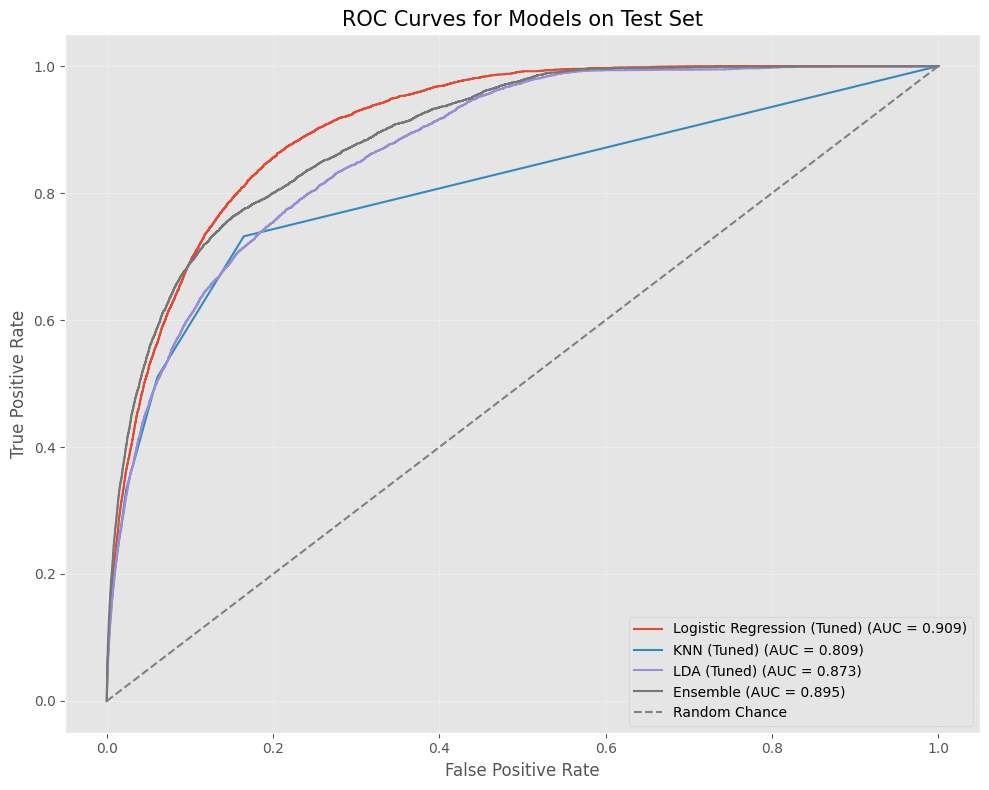 ROC Curves for Models on Test Set
True Positive Rate
1.0
0.8
0.6
0.4
0.2
0.0
0.0 0.2 0.4 0.6 0.8 1.0
False Positive Rate
Logistic Regression (Tuned) (AUC = 0.909)
KNN (Tuned) (AUC = 0.809)
LDA (Tuned) (AUC = 0.873)
Ensemble (AUC = 0.895)
Random Chance